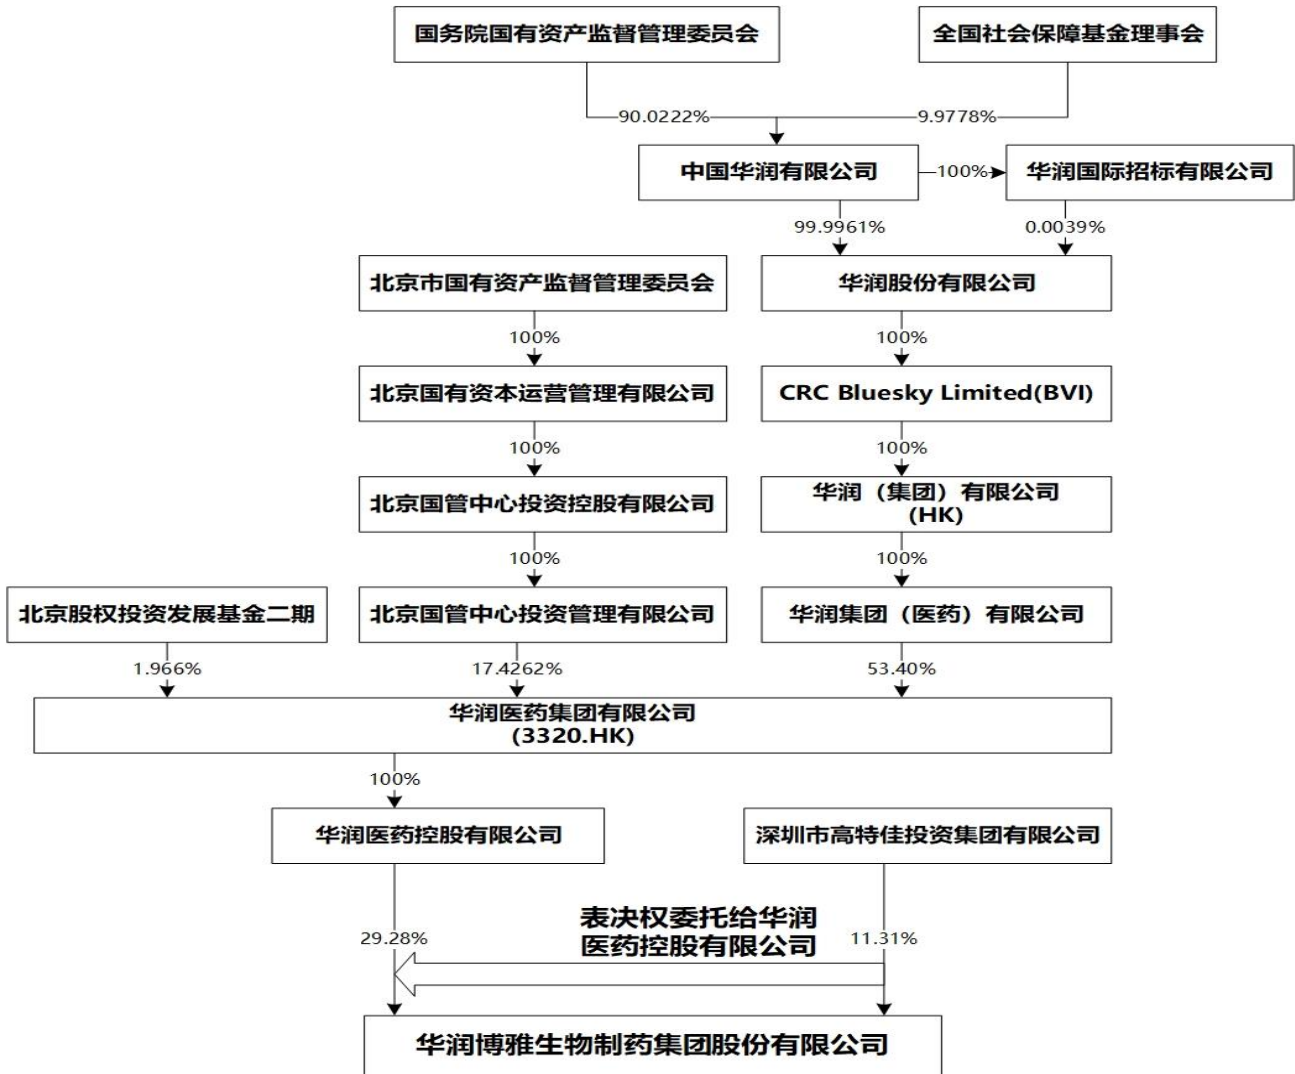 国务院国有资产监督管理委员会
全国社会保障基金理事会
90.0222%
9.9778%
中国华润有限公司
100%
华润国际招标有限公司
99.9961%
0.0039%
北京市国有资产监督管理委员会
华润股份有限公司
100%
100%
北京国有资本运营管理有限公司
CRC Bluesky Limited(BVI)
100%
100%
北京国管中心投资控股有限公司
华润（集团）有限公司
(HK)
100%
100%
北京股权投资发展基金二期
北京国管中心投资管理有限公司
华润集团（医药）有限公司
1.966%
17.4262%
53.40%
华润医药集团有限公司
(3320.HK)
100%
华润医药控股有限公司
深圳市高特佳投资集团有限公司
表决权委托给华润
医药控股有限公司
29.28%
11.31%
华润博雅生物制药集团股份有限公司